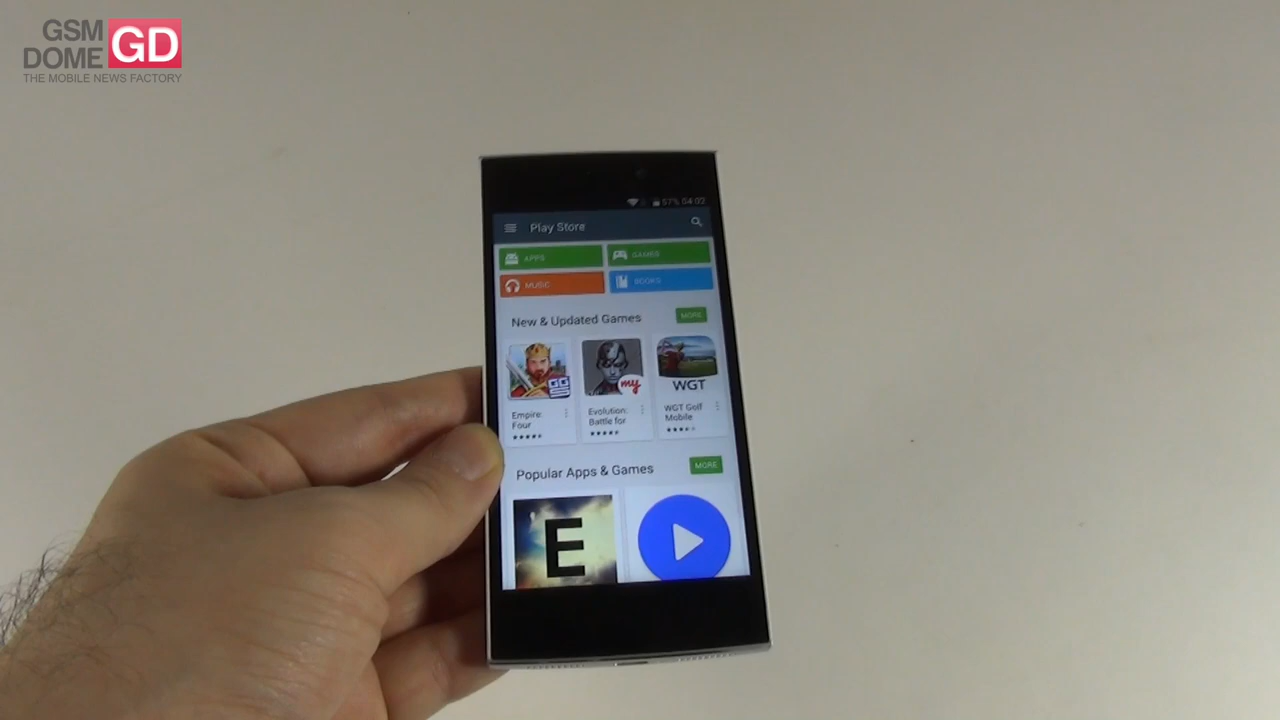 GSM
DOME GD
THE MOBILE NEWS FACTORY
57% 04:02
Play Store
APPS
GAMES
MUSIC
BOOKS
New & Updated Games
MORE
my
WGT
Empire:
Four
Evolution:
Battle for
WGT Golf
Mobile
Popular Apps & Games
MORE
E